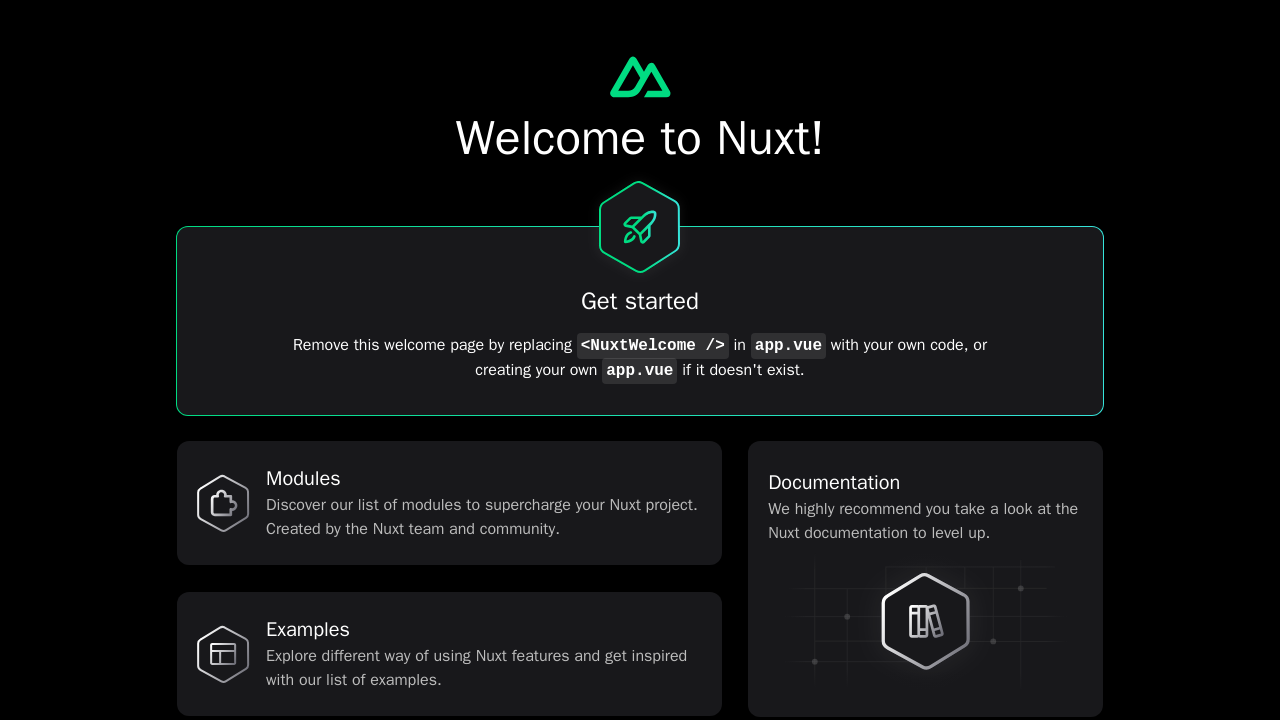 Welcome to Nuxt!
Get started
Remove this welcome page by replacing <NuxtWelcome /> in app.vue with your own code, or
creating your own app.vue if it doesn't exist.
Modules
Discover our list of modules to supercharge your Nuxt project.
Created by the Nuxt team and community.
Documentation
We highly recommend you take a look at the
Nuxt documentation to level up.
Examples
Explore different way of using Nuxt features and get inspired
with our list of examples.